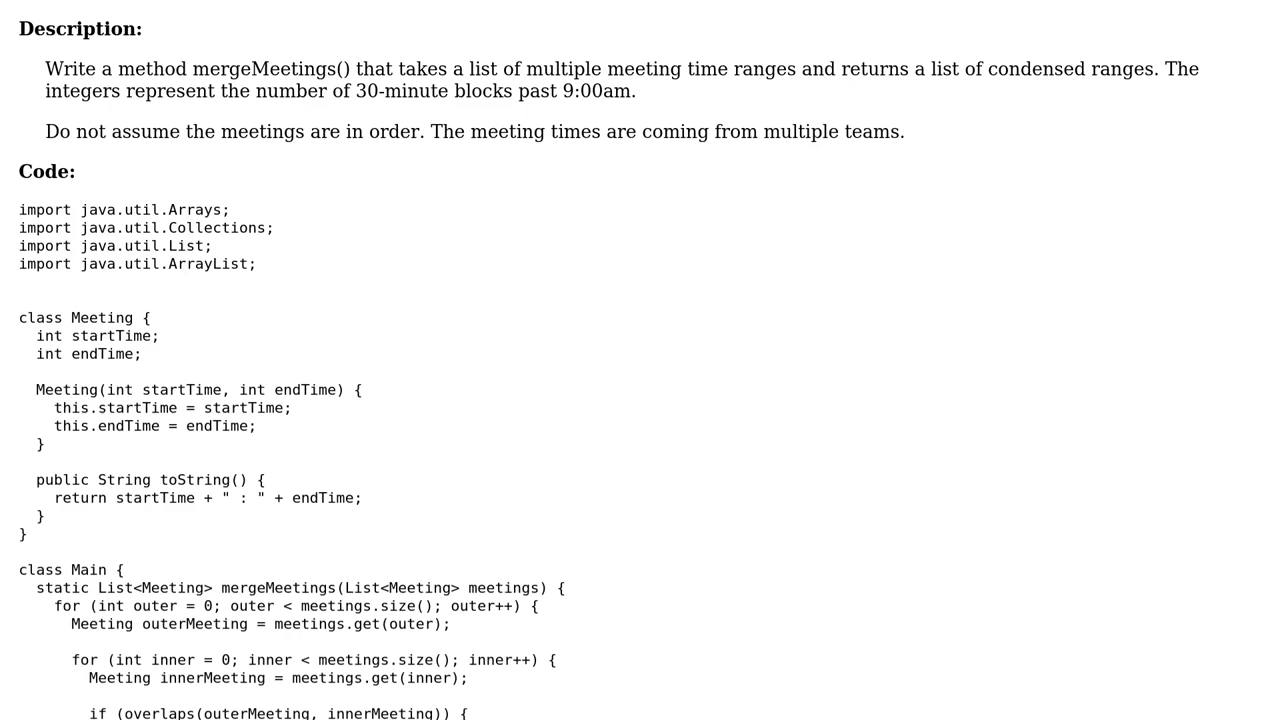 Description:
Write a method mergeMeetings() that takes a list of multiple meeting time ranges and returns a list of condensed ranges. The
integers represent the number of 30-minute blocks past 9:00am.
Do not assume the meetings are in order. The meeting times are coming from multiple teams.
Code:
import java.util.Arrays;
import java.util.Collections;
import java.util.List;
import java.util.ArrayList;
class Meeting {
  int startTime;
  int endTime;
  Meeting(int startTime, int endTime) {
    this.startTime = startTime;
    this.endTime = endTime;
  }
  public String toString() {
    return startTime + " : " + endTime;
  }
}
class Main {
  static List<Meeting> mergeMeetings(List<Meeting> meetings) {
    for (int outer = 0; outer < meetings.size(); outer++) {
      Meeting outerMeeting = meetings.get(outer);
      for (int inner = 0; inner < meetings.size(); inner++) {
        Meeting innerMeeting = meetings.get(inner);
        if (overlaps(outerMeeting, innerMeeting)) {